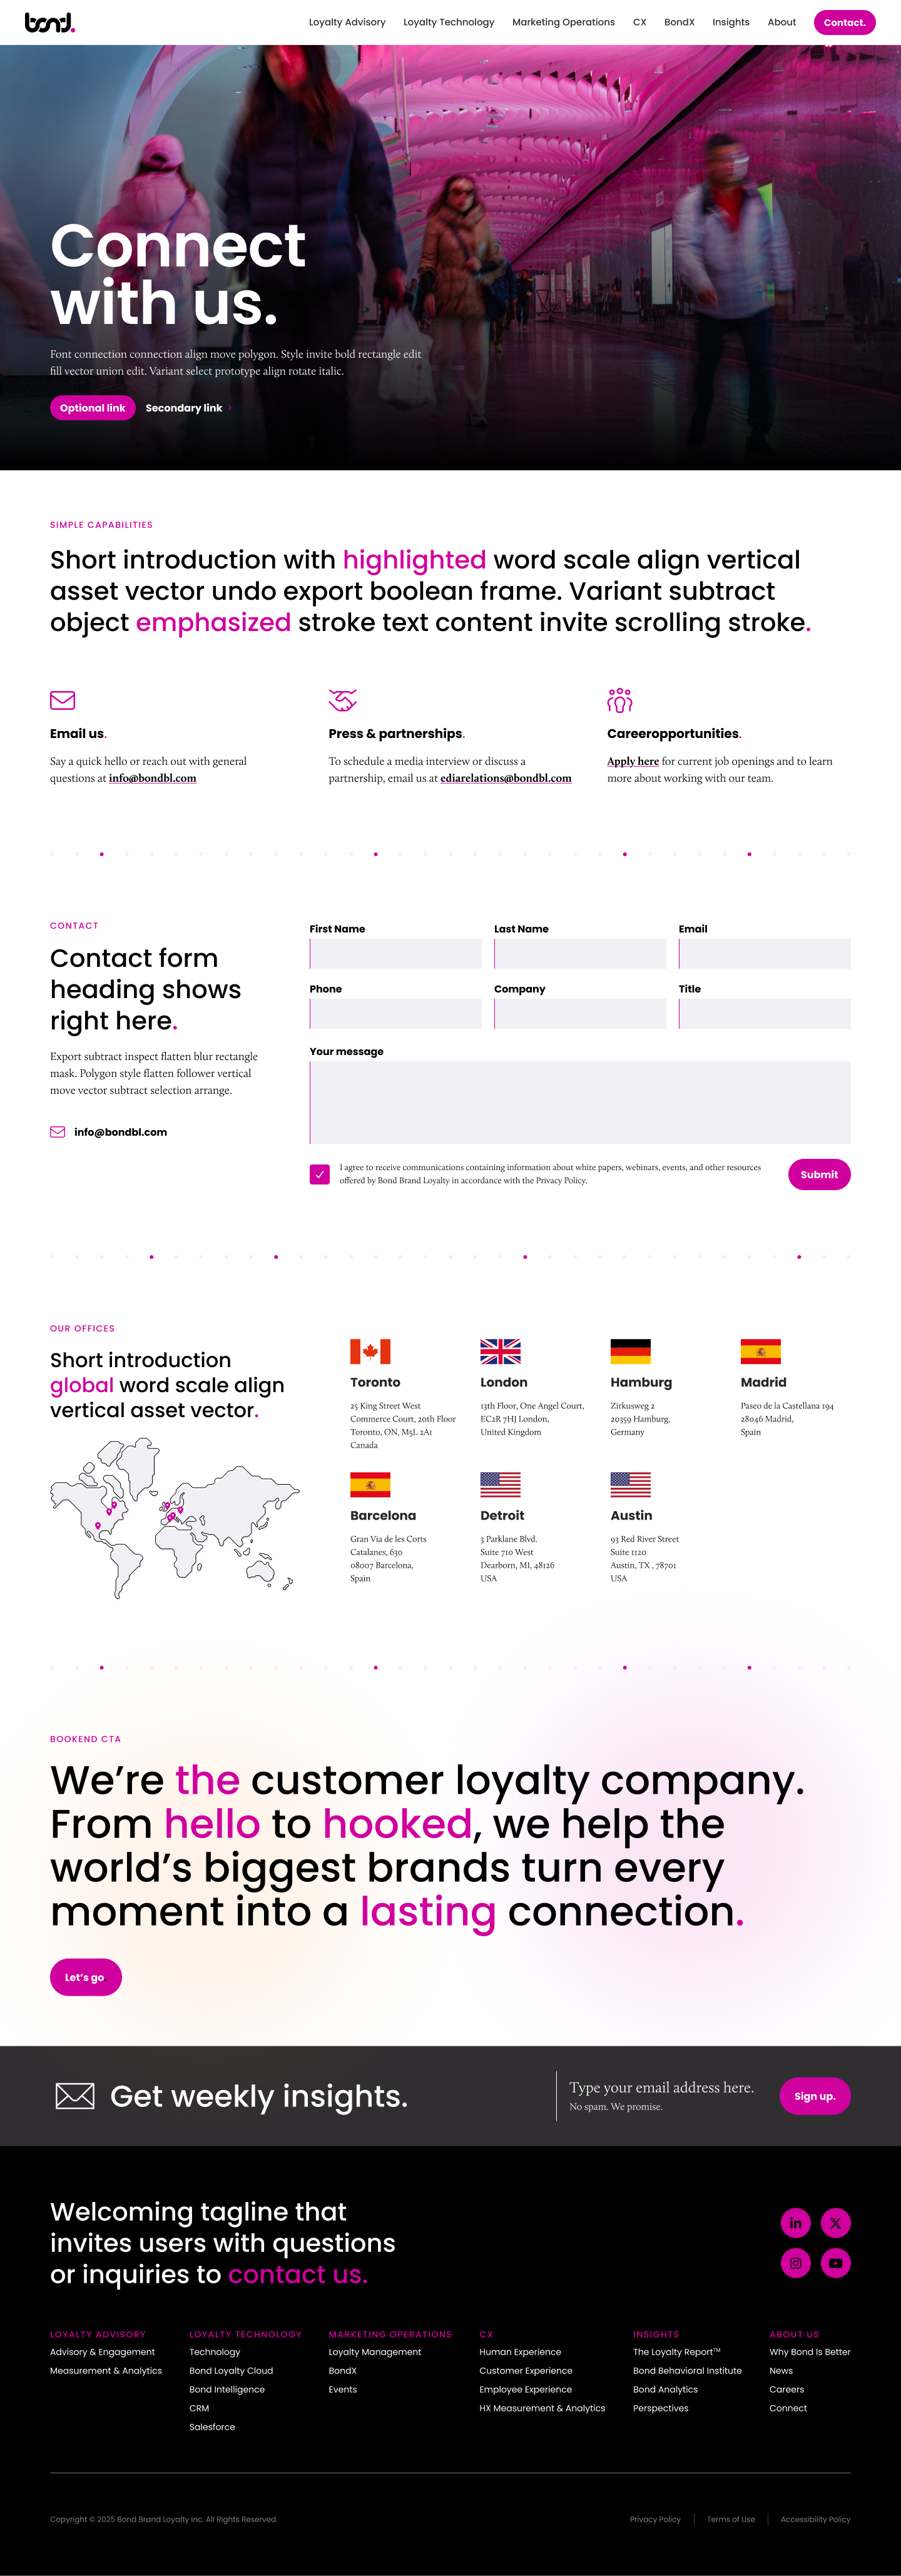 bond.
Loyalty Advisory
Loyalty Technology
Marketing Operations
CX
BondX
Insights
About
Contact.
Connect
with us.
Font connection connection align move polygon. Style invite bold rectangle edit
fill vector union edit. Variant select prototype align rotate italic.
Optional link
Secondary link
SIMPLE CAPABILITIES
Short introduction with highlighted word scale align vertical
asset vector undo export boolean frame. Variant subtract
object emphasized stroke text content invite scrolling stroke.
Email us.
Say a quick hello or reach out with general
questions at info@bondbl.com
Press & partnerships.
To schedule a media interview or discuss a
partnership, email us at ediarelations@bondbl.com
Careeropportunities.
Apply here for current job openings and to learn
more about working with our team.
CONTACT
Contact form
heading shows
right here.
Export subtract inspect flatten blur rectangle
mask. Polygon style flatten follower vertical
move vector subtract selection arrange.
info@bondbl.com
First Name
Last Name
Email
Phone
Company
Title
Your message
I agree to receive communications containing information about white papers, webinars, events, and other resources
offered by Bond Brand Loyalty in accordance with the Privacy Policy.
Submit
OUR OFFICES
Short introduction
global word scale align
vertical asset vector.
Toronto
25 King Street West
Commerce Court, 20th Floor
Toronto, ON, M5L 2A1
Canada
London
13th Floor, One Angel Court,
EC2R 7HJ London,
United Kingdom
Hamburg
Zirkusweg 2
20359 Hamburg,
Germany
Madrid
Paseo de la Castellana 194
28046 Madrid,
Spain
Barcelona
Gran Via de les Corts
Catalanes, 630
08007 Barcelona,
Spain
Detroit
3 Parklane Blvd.
Suite 710 West
Dearborn, MI, 48126
USA
Austin
93 Red River Street
Suite 1120
Austin, TX , 78701
USA
BOOKEND CTA
We’re the customer loyalty company.
From hello to hooked, we help the
world’s biggest brands turn every
moment into a lasting connection.
Let’s go.
Get weekly insights.
Type your email address here.
No spam. We promise.
Sign up.
Welcoming tagline that
invites users with questions
or inquiries to contact us.
in
LOYALTY ADVISORY
Advisory & Engagement
Measurement & Analytics
LOYALTY TECHNOLOGY
Technology
Bond Loyalty Cloud
Bond Intelligence
CRM
Salesforce
MARKETING OPERATIONS
Loyalty Management
BondX
Events
CX
Human Experience
Customer Experience
Employee Experience
HX Measurement & Analytics
INSIGHTS
The Loyalty Report™
Bond Behavioral Institute
Bond Analytics
Perspectives
ABOUT US
Why Bond Is Better
News
Careers
Connect
Copyright © 2025 Bond Brand Loyalty Inc. All Rights Reserved.
Privacy Policy
Terms of Use
Accessibility Policy